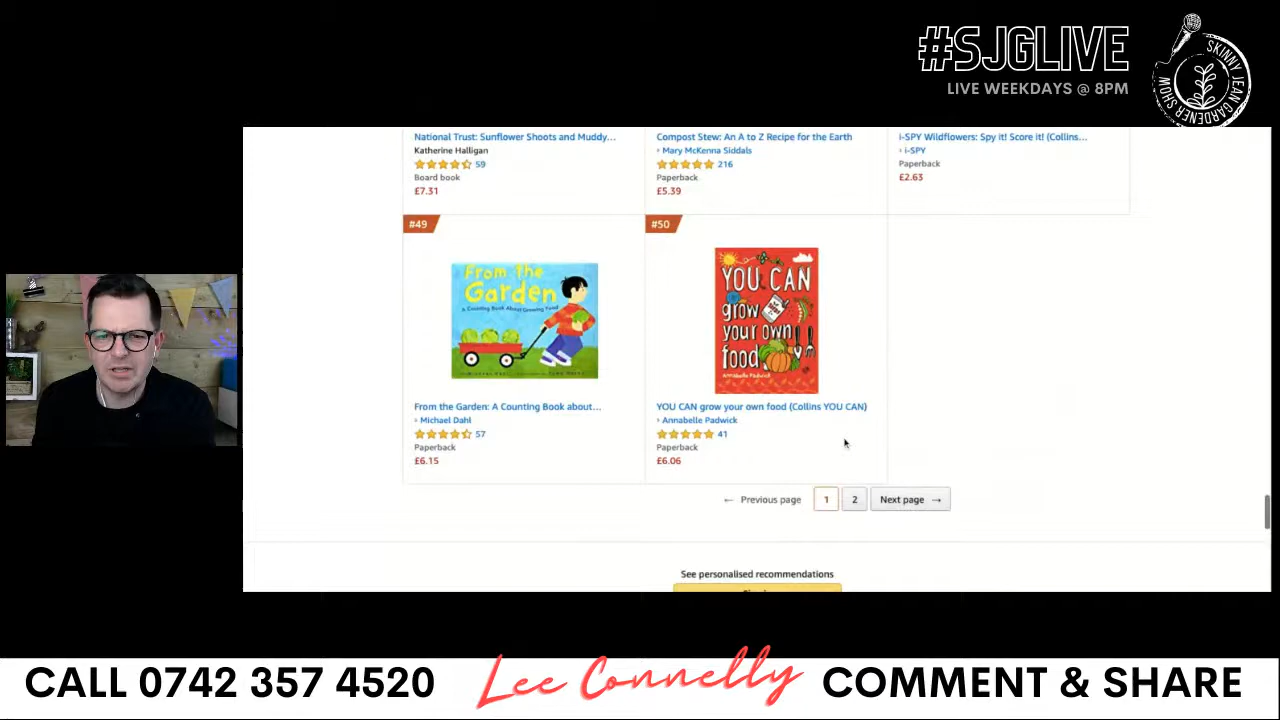 #SJGLIVE
LIVE WEEKDAYS @ 8PM
SKINNY JEAN GARDENER SHOW
National Trust: Sunflower Shoots and Muddy...
Katherine Halligan
59
Board book
£7.31
Compost Stew: An A to Z Recipe for the Earth
› Mary McKenna Siddals
216
Paperback
£5.39
i-SPY Wildflowers: Spy it! Score it! (Collins...
› i-SPY
Paperback
£2.63
#49
From the
Garden
A Counting Book About Growing Food
From the Garden: A Counting Book about...
› Michael Dahl
57
Paperback
£6.15
#50
YOU CAN
grow
your own
food
Annabelle Padwick
YOU CAN grow your own food (Collins YOU CAN)
› Annabelle Padwick
41
Paperback
£6.06
← Previous page 1 2 Next page →
See personalised recommendations
CALL 0742 357 4520 Lee Connelly COMMENT & SHARE